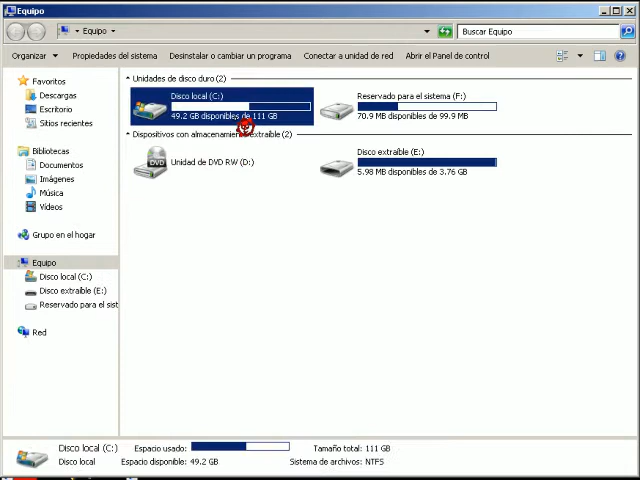 Equipo
Equipo
Buscar Equipo
Organizar
Propiedades del sistema
Desinstalar o cambiar un programa
Conectar a unidad de red
Abrir el Panel de control
Favoritos
Descargas
Escritorio
Sitios recientes
Bibliotecas
Documentos
Imágenes
Música
Vídeos
Grupo en el hogar
Equipo
Disco local (C:)
Disco extraíble (E:)
Reservado para el sist
Red
Unidades de disco duro (2)
Disco local (C:)
49.2 GB disponibles de 111 GB
Reservado para el sistema (F:)
70.9 MB disponibles de 99.9 MB
Dispositivos con almacenamiento extraíble (2)
DVD
Unidad de DVD RW (D:)
Disco extraíble (E:)
5.98 MB disponibles de 3.76 GB
Disco local (C:)
Espacio usado:
Tamaño total: 111 GB
Disco local
Espacio disponible: 49.2 GB
Sistema de archivos: NTFS